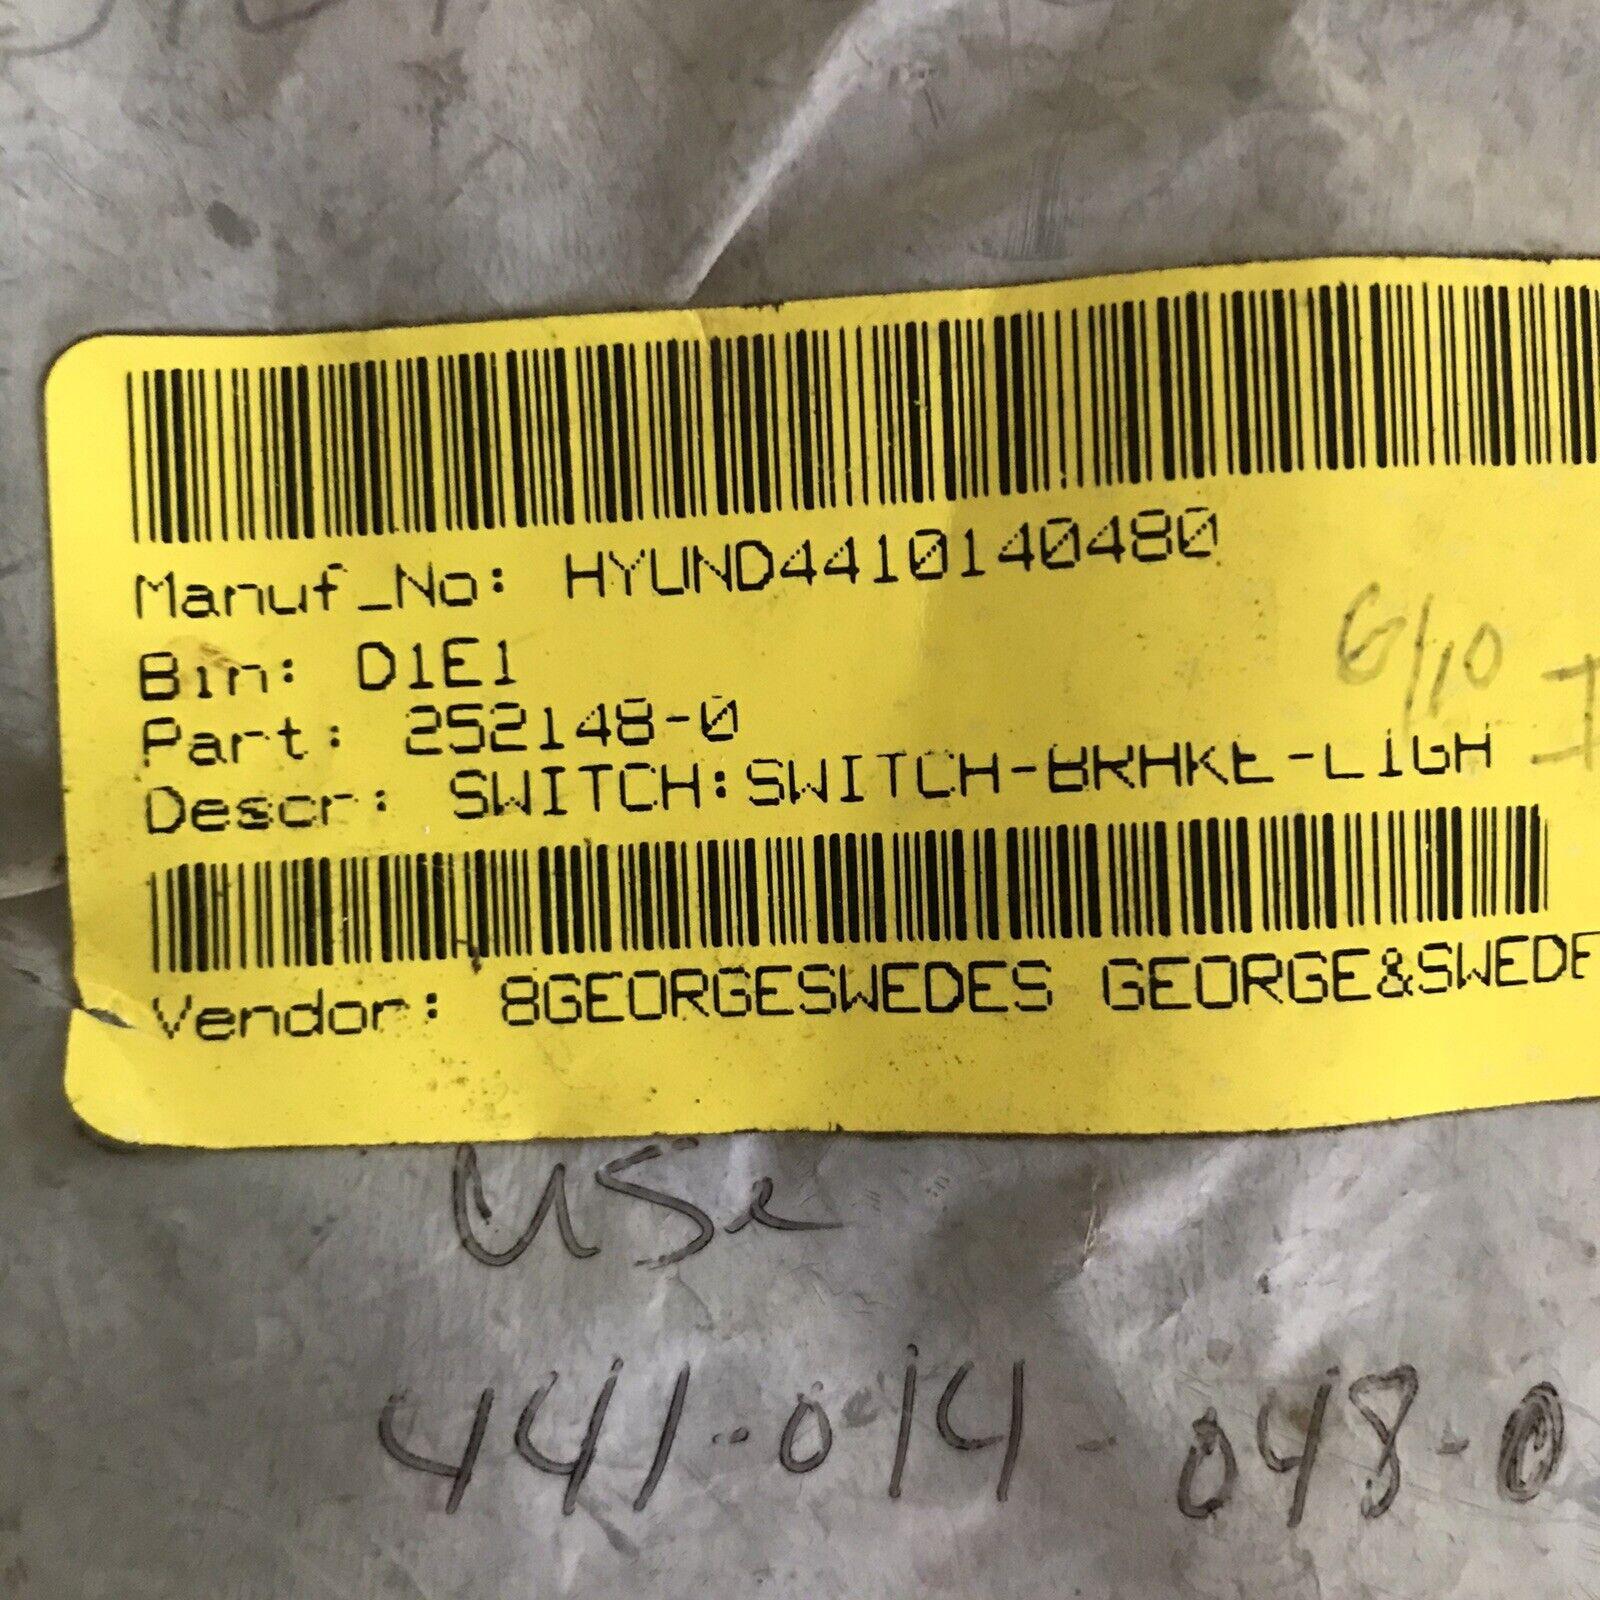 Manuf_No: HYUND4410140480
Bin: D1E1
Part: 252148-0
Descr: SWITCH:SWITCH-BRAKE-LIGH
Vendor: 8GEORGESWEDES GEORGE&SWEDE
6/10
USe
441-014-048-0